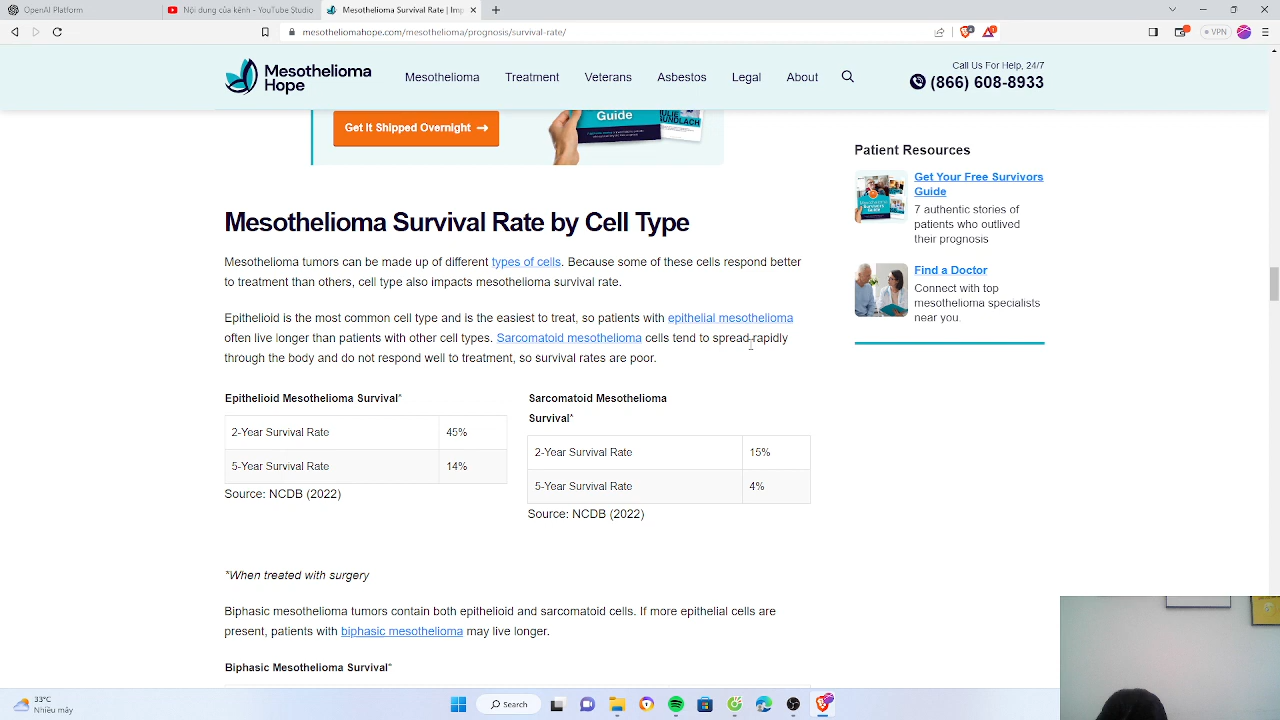 OpenAI Platform
Nội dung của kênh - YouTube Studio
Mesothelioma Survival Rate | Imp
mesotheliomahope.com/mesothelioma/prognosis/survival-rate/
VPN
Mesothelioma
Hope
Mesothelioma
Treatment
Veterans
Asbestos
Legal
About
Call Us For Help, 24/7
(866) 608-8933
Guide
Get It Shipped Overnight →
Mesothelioma Survival Rate by Cell Type
Mesothelioma tumors can be made up of different types of cells. Because some of these cells respond better
to treatment than others, cell type also impacts mesothelioma survival rate.
Epithelioid is the most common cell type and is the easiest to treat, so patients with epithelial mesothelioma
often live longer than patients with other cell types. Sarcomatoid mesothelioma cells tend to spread rapidly
through the body and do not respond well to treatment, so survival rates are poor.
Epithelioid Mesothelioma Survival*
2-Year Survival Rate 45%
5-Year Survival Rate 14%
Source: NCDB (2022)
Sarcomatoid Mesothelioma
Survival*
2-Year Survival Rate 15%
5-Year Survival Rate 4%
Source: NCDB (2022)
*When treated with surgery
Biphasic mesothelioma tumors contain both epithelioid and sarcomatoid cells. If more epithelial cells are
present, patients with biphasic mesothelioma may live longer.
Biphasic Mesothelioma Survival*
Patient Resources
Get Your Free Survivors
Guide
7 authentic stories of
patients who outlived
their prognosis
Find a Doctor
Connect with top
mesothelioma specialists
near you.
33°C
Nhiều mây
Search